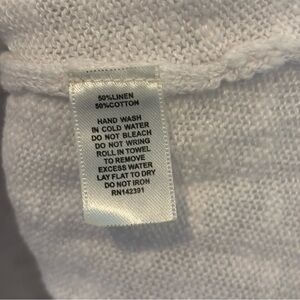 50%LINEN
50%COTTON
HAND WASH
IN COLD WATER
DO NOT BLEACH
DO NOT WRING
ROLL IN TOWEL
TO REMOVE
EXCESS WATER
LAY FLAT TO DRY
DO NOT IRON
RN142391